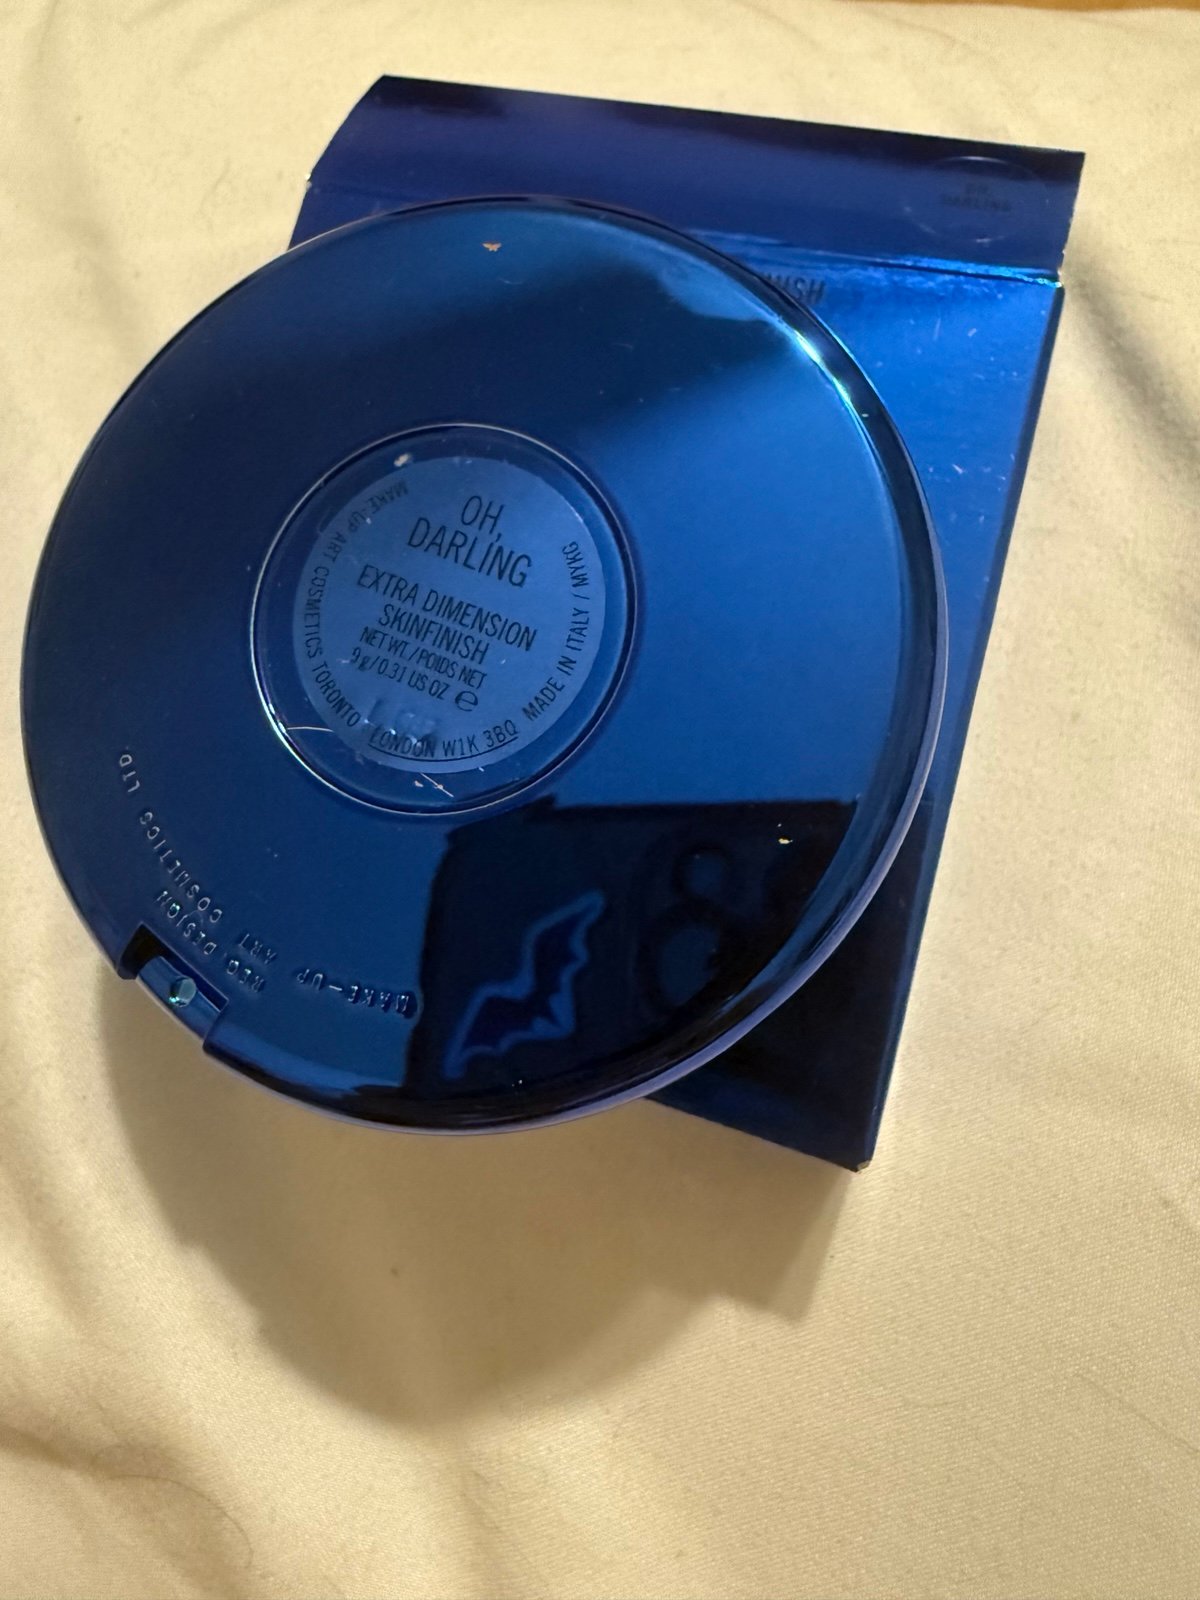 OH,
DARLING
EXTRA DIMENSION
SKINFINISH
NET WT./POIDS NET
9 g/0.31 US OZ ℮
MAKE-UP ART COSMETICS TORONTO LONDON W1K 3BQ MADE IN ITALY / MYKG
MAKE-UP ART COSMETICS LTD.
REG. DESIGN